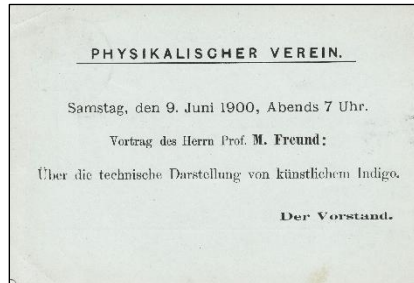 PHYSIKALISCHER VEREIN.
Samstag, den 9. Juni 1900, Abends 7 Uhr.
Vortrag des Herrn Prof. M. Freund:
Über die technische Darstellung von künstlichem Indigo.
Der Vorstand.